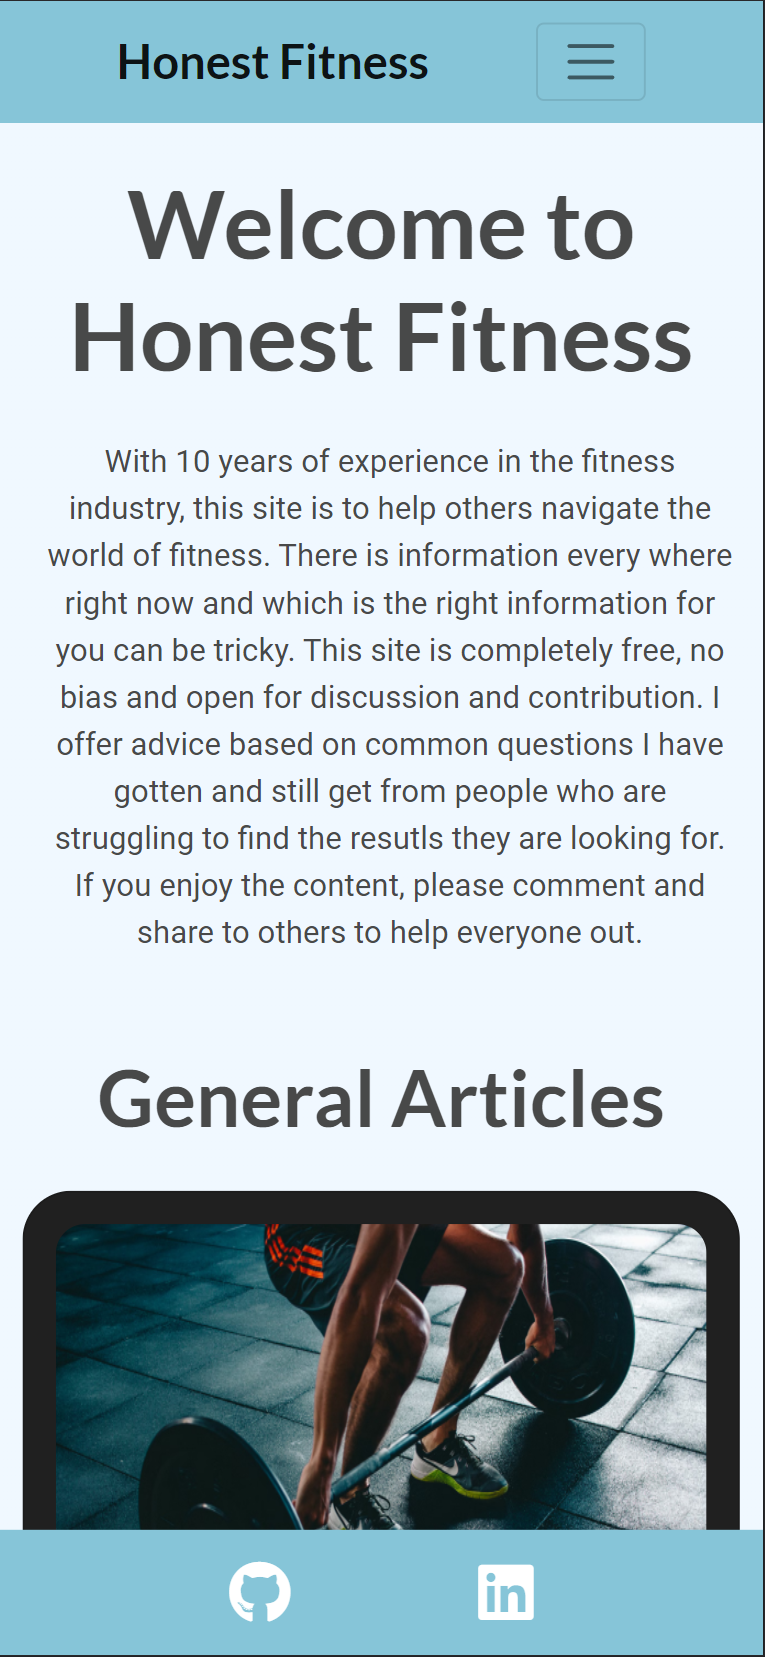 Honest Fitness
Welcome to
Honest Fitness
With 10 years of experience in the fitness
industry, this site is to help others navigate the
world of fitness. There is information every where
right now and which is the right information for
you can be tricky. This site is completely free, no
bias and open for discussion and contribution. I
offer advice based on common questions I have
gotten and still get from people who are
struggling to find the resutls they are looking for.
If you enjoy the content, please comment and
share to others to help everyone out.
General Articles
in